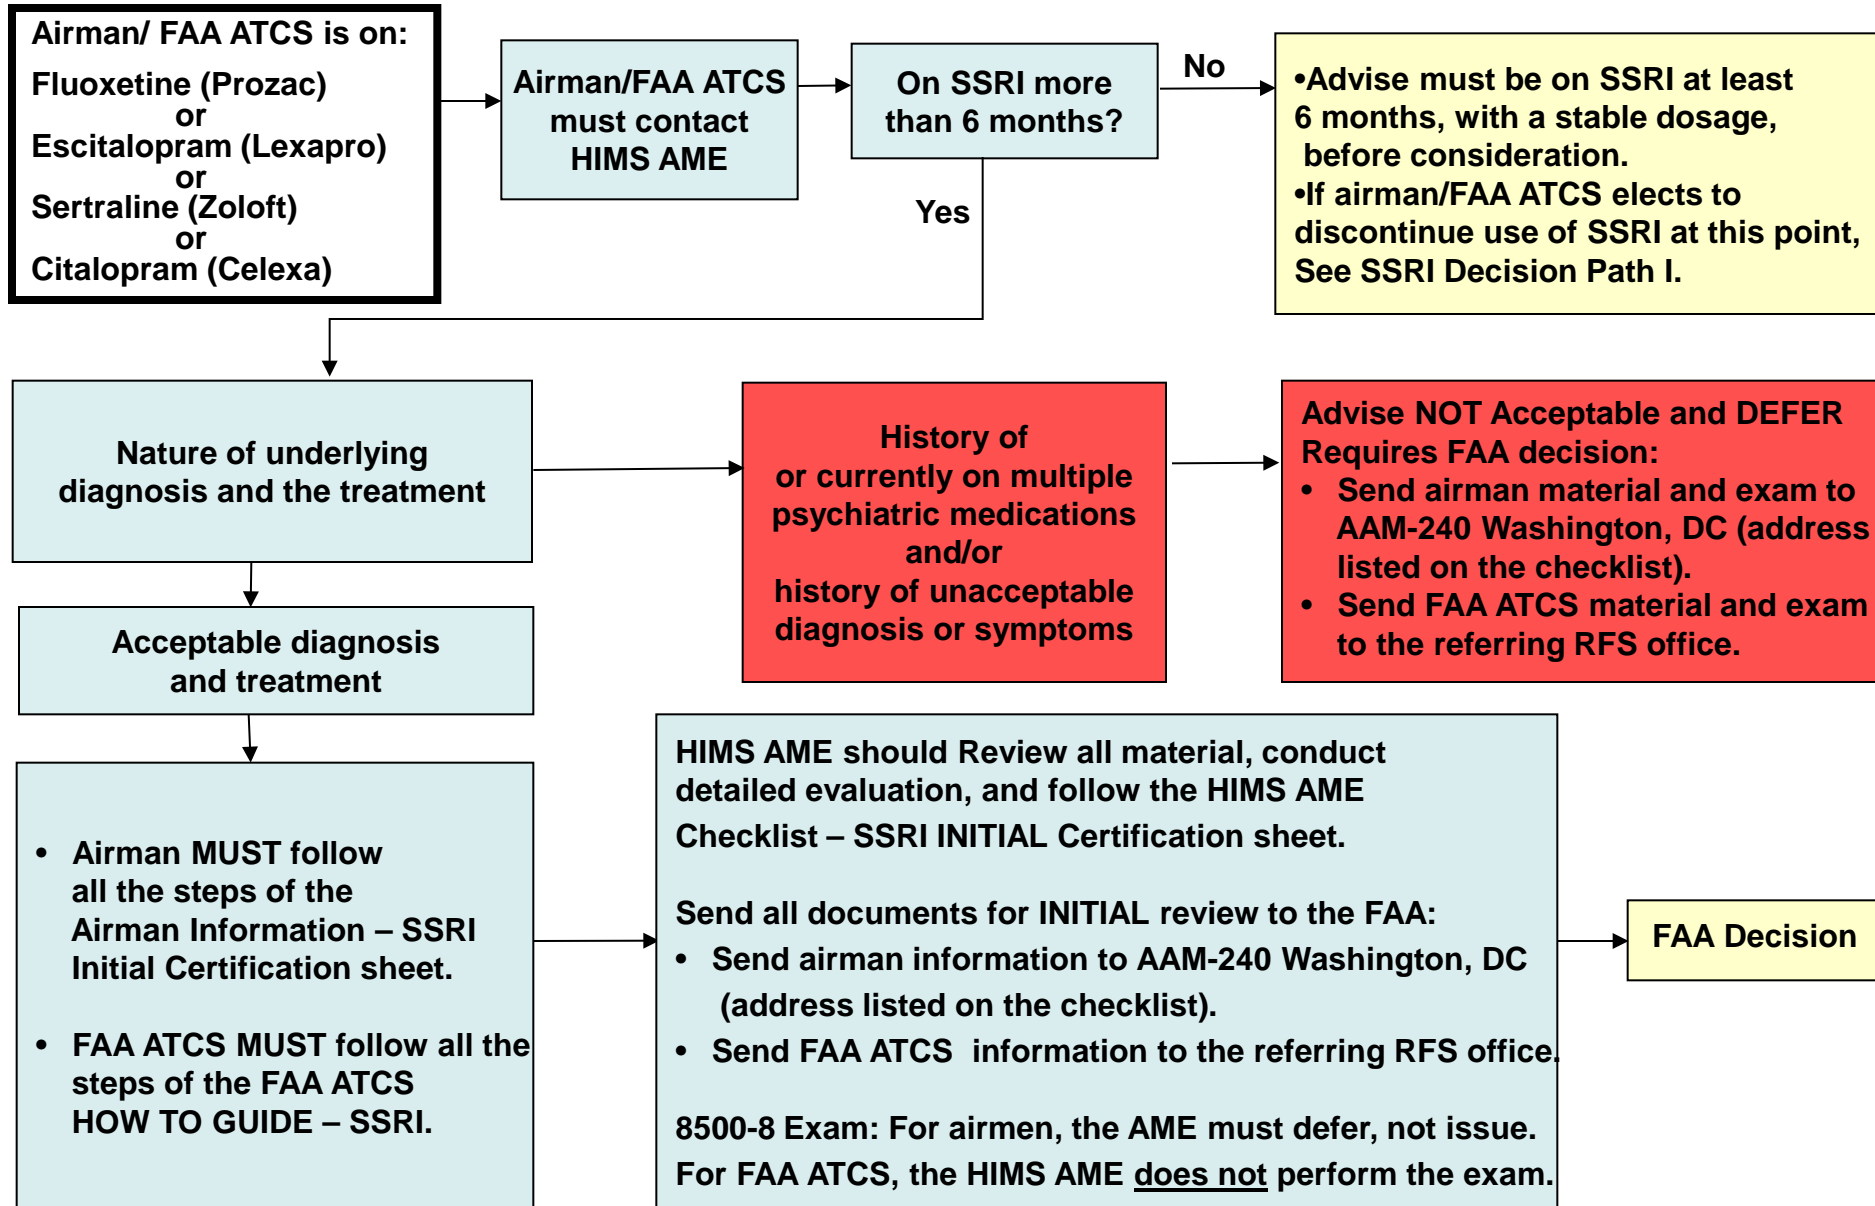 Airman/ FAA ATCS is on:
Fluoxetine (Prozac)
or
Escitalopram (Lexapro)
or
Sertraline (Zoloft)
or
Citalopram (Celexa)
Airman/FAA ATCS
must contact
HIMS AME
On SSRI more
than 6 months?
No
•Advise must be on SSRI at least
6 months, with a stable dosage,
before consideration.
•If airman/FAA ATCS elects to
discontinue use of SSRI at this point,
See SSRI Decision Path I.
Yes
Nature of underlying
diagnosis and the treatment
History of
or currently on multiple
psychiatric medications
and/or
history of unacceptable
diagnosis or symptoms
Advise NOT Acceptable and DEFER
Requires FAA decision:
• Send airman material and exam to
AAM-240 Washington, DC (address
listed on the checklist).
• Send FAA ATCS material and exam
to the referring RFS office.
Acceptable diagnosis
and treatment
• Airman MUST follow
all the steps of the
Airman Information – SSRI
Initial Certification sheet.
• FAA ATCS MUST follow all the
steps of the FAA ATCS
HOW TO GUIDE – SSRI.
HIMS AME should Review all material, conduct
detailed evaluation, and follow the HIMS AME
Checklist – SSRI INITIAL Certification sheet.
Send all documents for INITIAL review to the FAA:
• Send airman information to AAM-240 Washington, DC
(address listed on the checklist).
• Send FAA ATCS information to the referring RFS office.
8500-8 Exam: For airmen, the AME must defer, not issue.
For FAA ATCS, the HIMS AME does not perform the exam.
FAA Decision